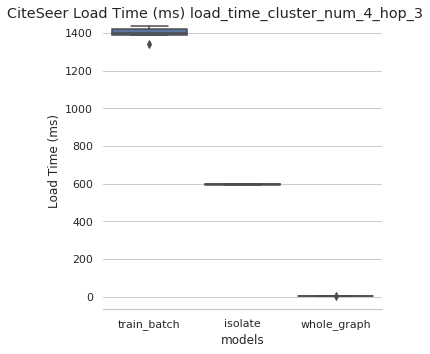 CiteSeer Load Time (ms) load_time_cluster_num_4_hop_3
1400
1200
1000
800
600
400
200
0
Load Time (ms)
train_batch
isolate
whole_graph
models